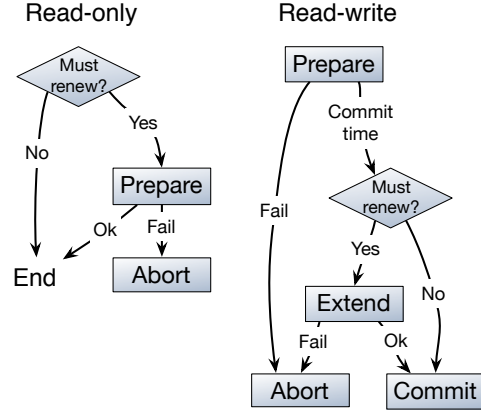 Read-only
Must
renew?
No
Yes
Prepare
Ok
Fail
End
Abort
Read-write
Prepare
Commit
time
Must
renew?
Fail
Yes
No
Extend
Fail
Ok
Abort
Commit